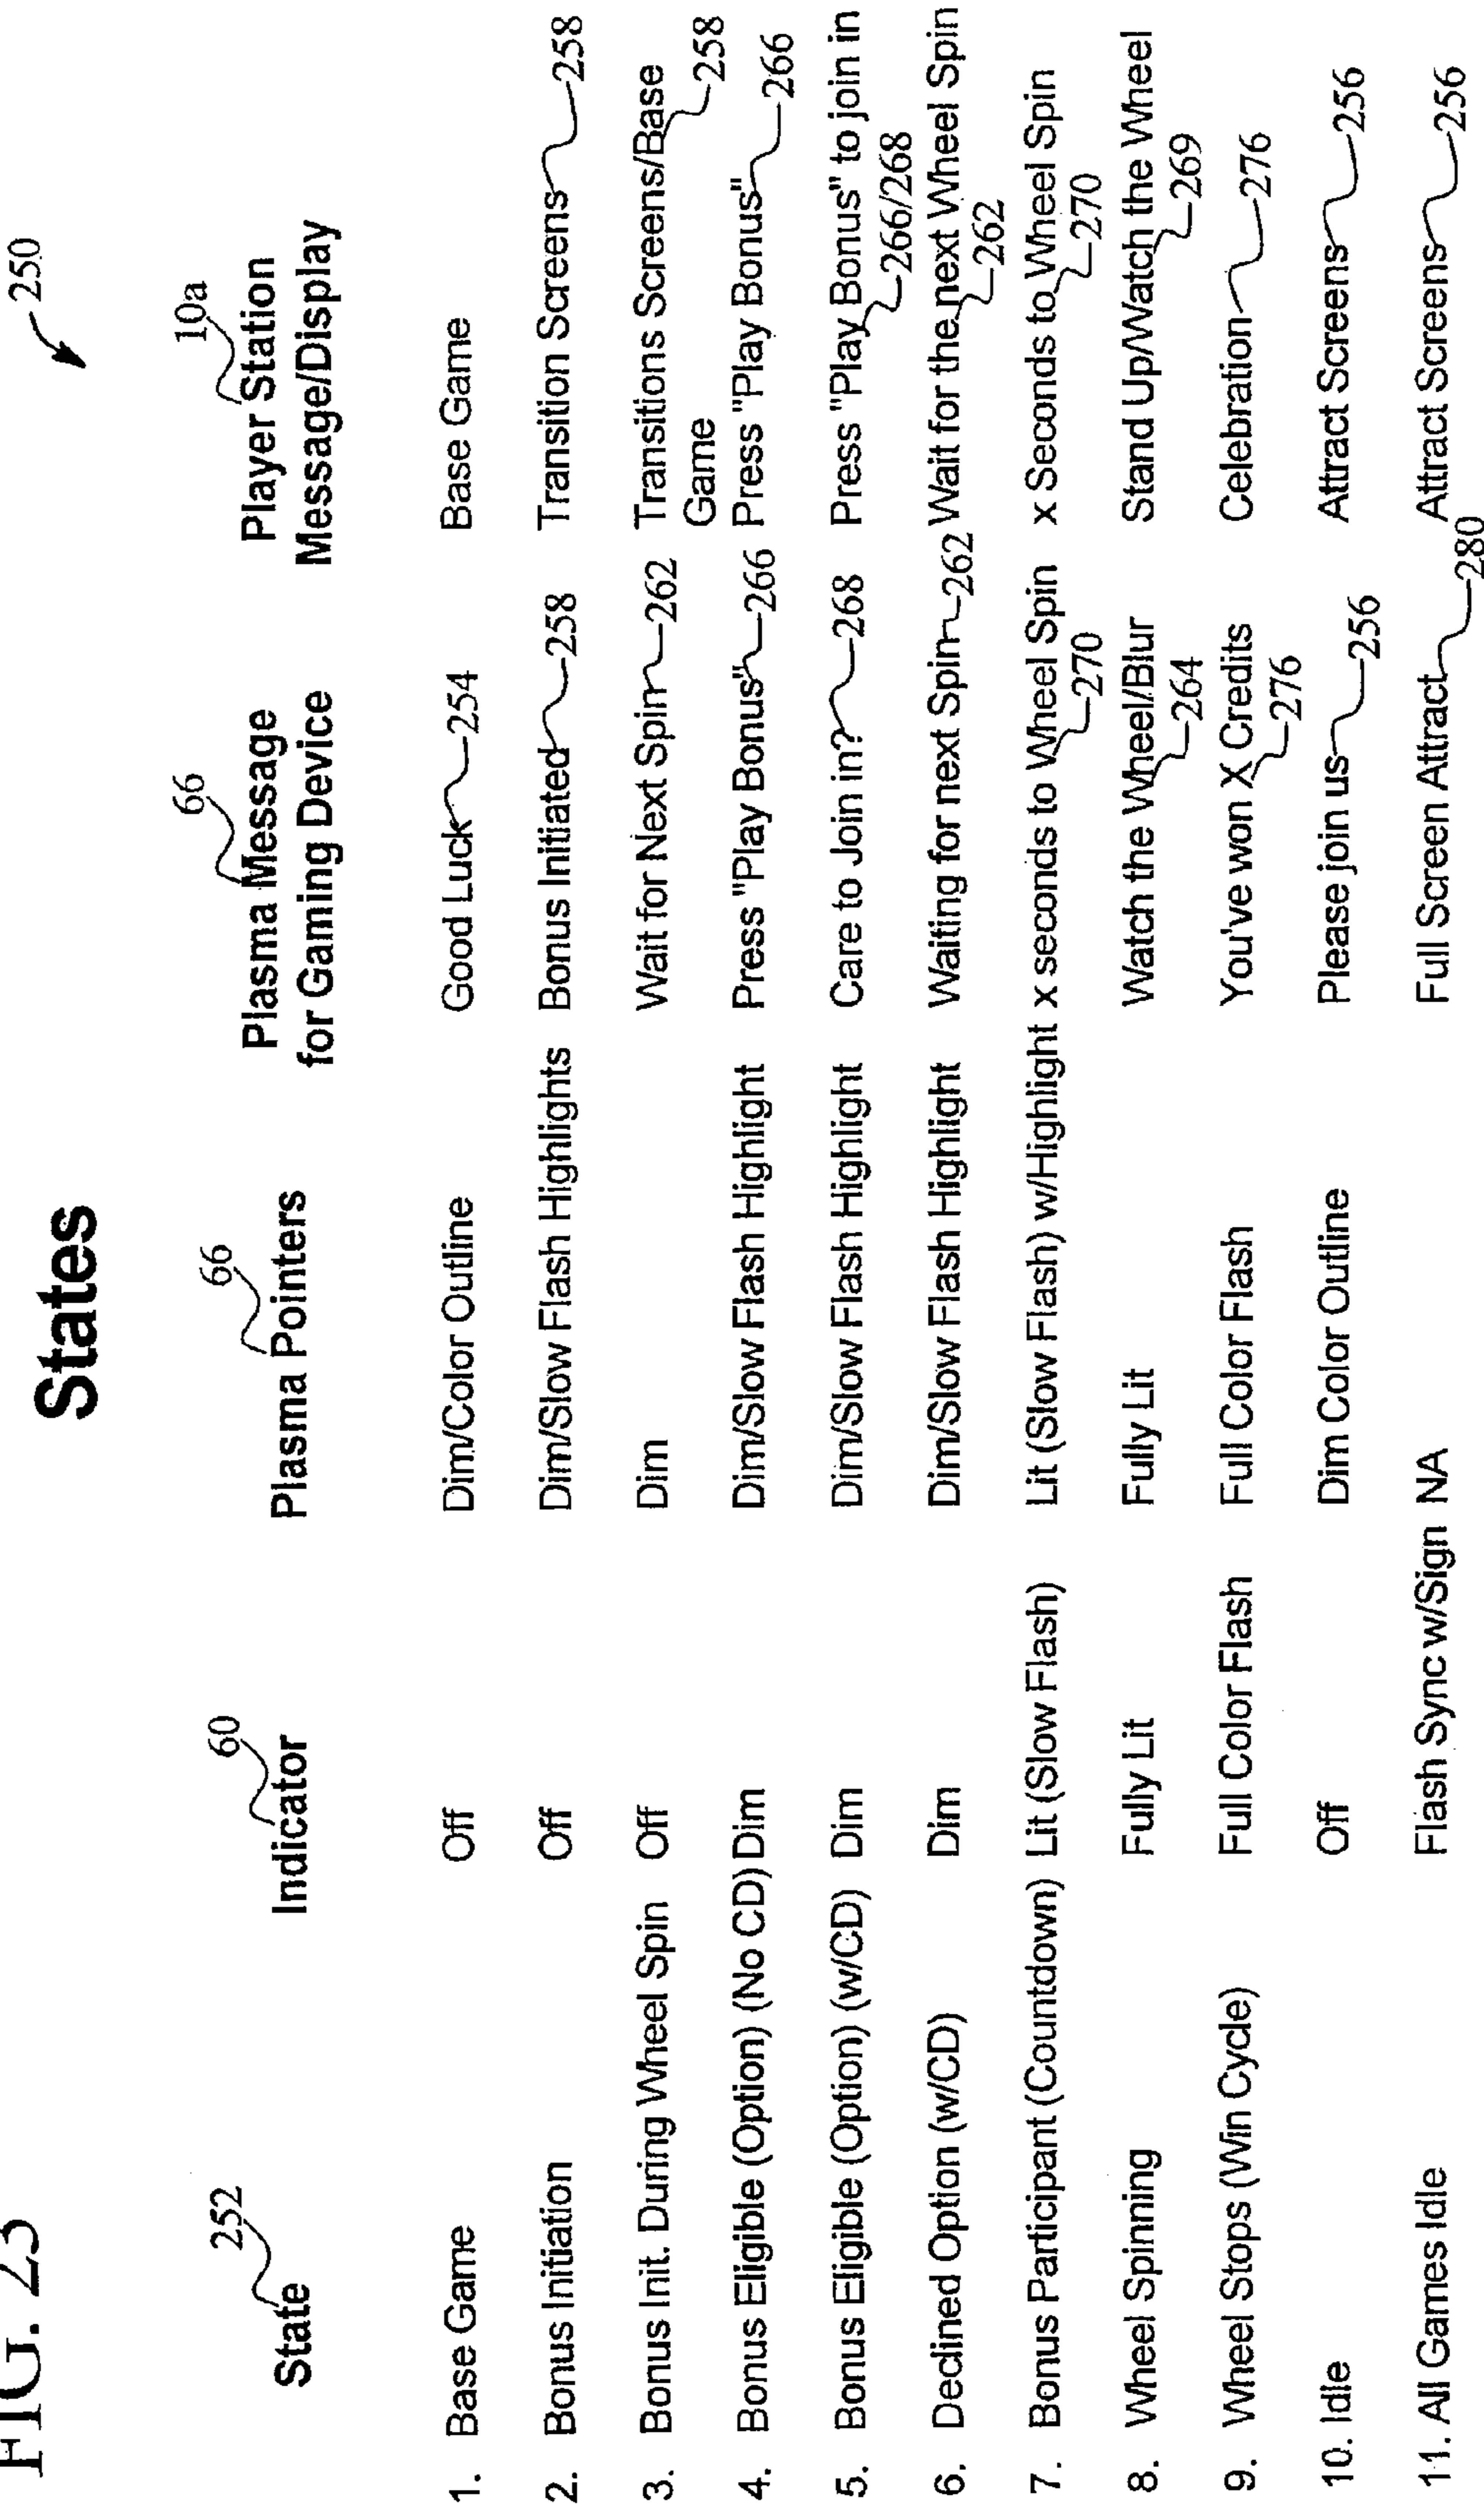 FIG. 23
States
250
252
60
66
66
10a
State Indicator Plasma Pointers Plasma Message for Gaming Device Player Station Message/Display
1. Base Game Off Dim/Color Outline Good Luck 254 Base Game
2. Bonus Initiation Off Dim/Slow Flash Highlights Bonus Initiated 258 Transition Screens 258
3. Bonus Init. During Wheel Spin Off Dim Wait for Next Spin 262 Transitions Screens/Base
Game 258
4. Bonus Eligible (Option) (No CD) Dim Dim/Slow Flash Highlight Press "Play Bonus" 266 Press "Play Bonus" 266
5. Bonus Eligible (Option) (w/CD) Dim Dim/Slow Flash Highlight Care to Join in? 268 Press "Play Bonus" to join in
266/268
6. Declined Option (w/CD) Dim Dim/Slow Flash Highlight Waiting for next Spin 262 Wait for the next Wheel Spin
262
7. Bonus Participant (Countdown) Lit (Slow Flash) Lit (Slow Flash) w/Highlight x seconds to Wheel Spin x Seconds to Wheel Spin
270 270
8. Wheel Spinning Fully Lit Fully Lit Watch the Wheel/Blur Stand Up/Watch the Wheel
264 269
9. Wheel Stops (Win Cycle) Full Color Flash Full Color Flash You've won X Credits Celebration 276
276
10. Idle Off Dim Color Outline Please join us 256 Attract Screens 256
11. All Games Idle Flash Sync w/Sign NA Full Screen Attract 280 Attract Screens 256